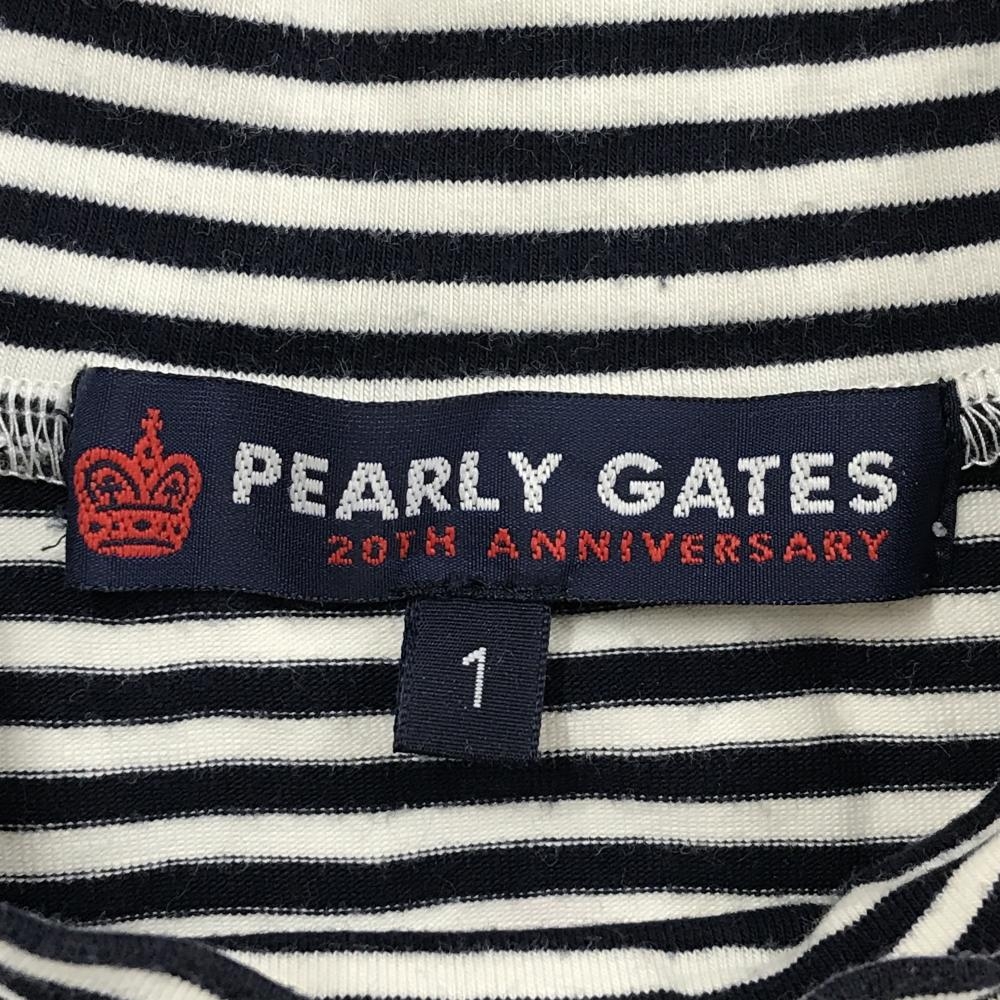 PEARLY GATES
20TH ANNIVERSARY
1